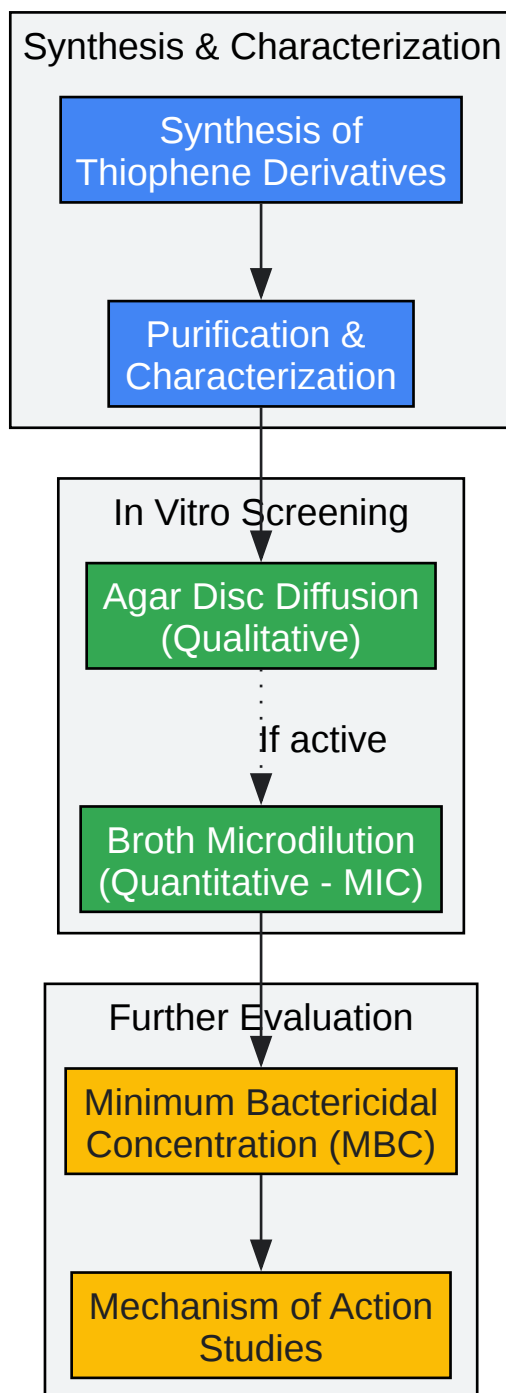 Synthesis & Characterization
Synthesis of
Thiophene Derivatives
Purification &
Characterization
In Vitro Screening
Agar Disc Diffusion
(Qualitative)
If active
Broth Microdilution
(Quantitative - MIC)
Further Evaluation
Minimum Bactericidal
Concentration (MBC)
Mechanism of Action
Studies